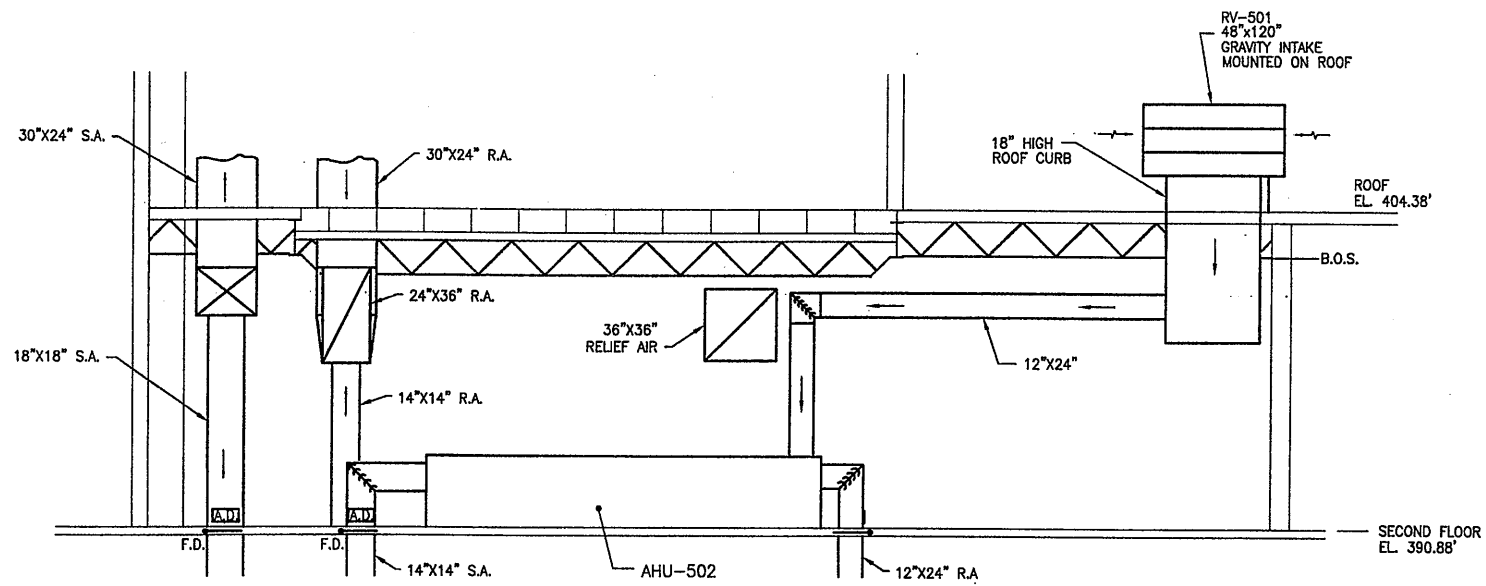 RV-501
48"x120"
GRAVITY INTAKE
MOUNTED ON ROOF
30"X24" S.A.
30"X24" R.A.
18" HIGH
ROOF CURB
ROOF
EL. 404.38'
B.O.S.
24"X36" R.A.
36"X36"
RELIEF AIR
18"X18" S.A.
12"X24"
14"X14" R.A.
A.D.
A.D.
F.D.
F.D.
SECOND FLOOR
EL. 390.88'
14"X14" S.A.
AHU-502
12"X24" R.A